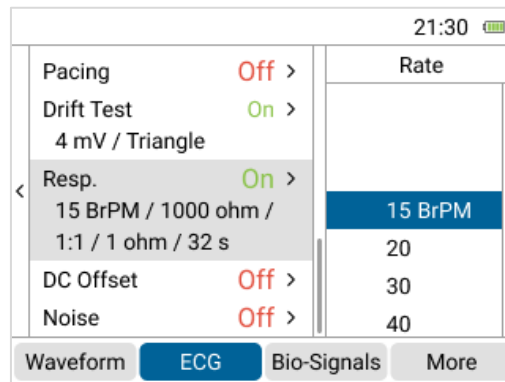 21:30
Pacing Off >
Drift Test On >
4 mV / Triangle
Resp. On >
15 BrPM / 1000 ohm /
1:1 / 1 ohm / 32 s
DC Offset Off >
Noise Off >
<
Rate
15 BrPM
20
30
40
Waveform ECG Bio-Signals More